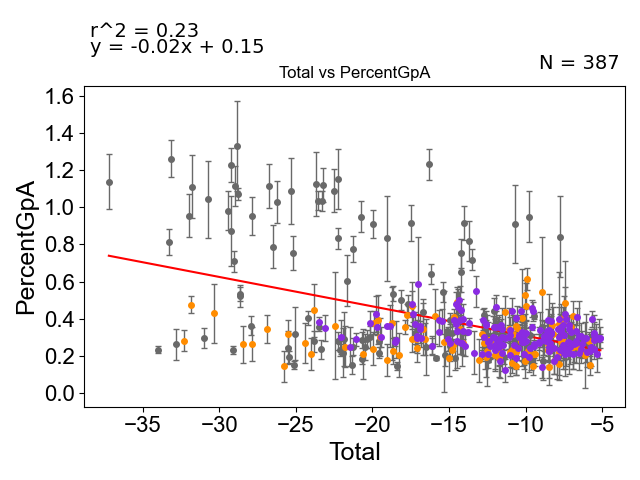 r^2 = 0.23
y = -0.02x + 0.15
N = 387
Total vs PercentGpA
PercentGpA
1.6
1.4
1.2
1.0
0.8
0.6
0.4
0.2
0.0
−35
−30
−25
−20
−15
−10
−5
Total